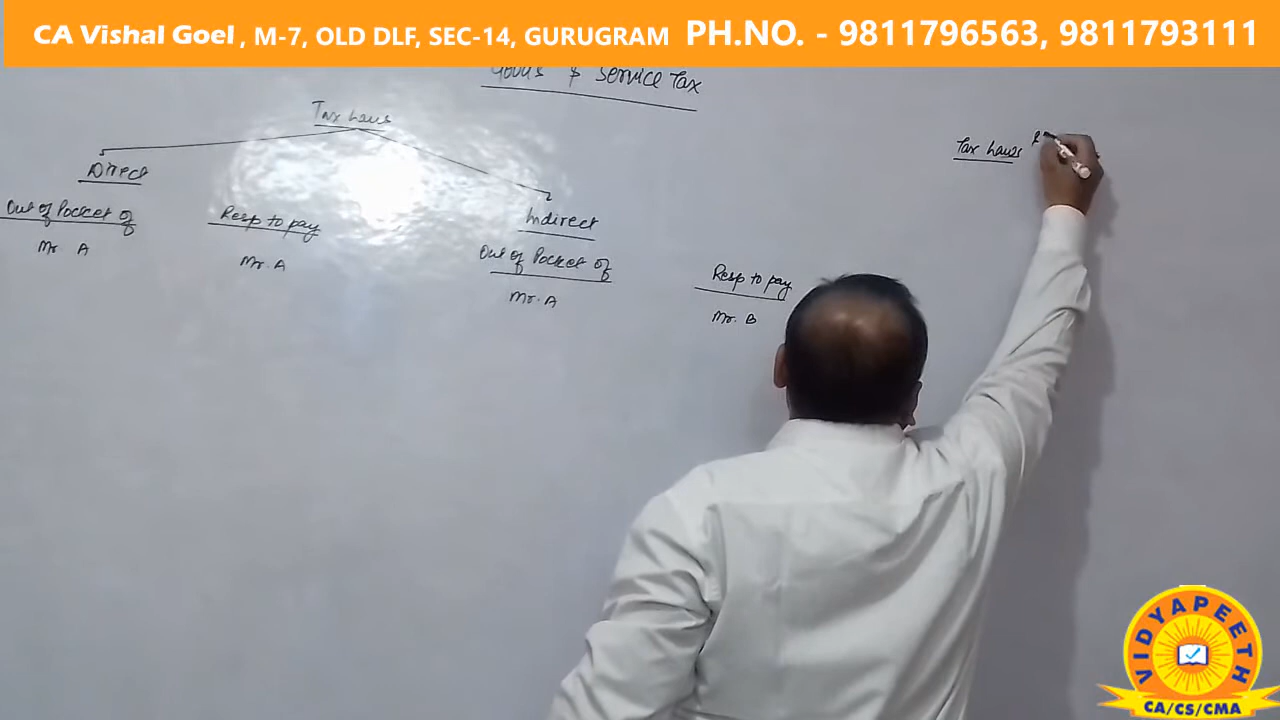 CA Vishal Goel , M-7, OLD DLF, SEC-14, GURUGRAM PH.NO. - 9811796563, 9811793111
Goods & Service Tax
Tax Laws
Direct
Out of Pocket of
Mr A
Resp to pay
Mr. A
Indirect
Out of Pocket of
Mr. A
Resp to pay
Mr. B
Tax Laws
VIDYAPEETH
CA/CS/CMA